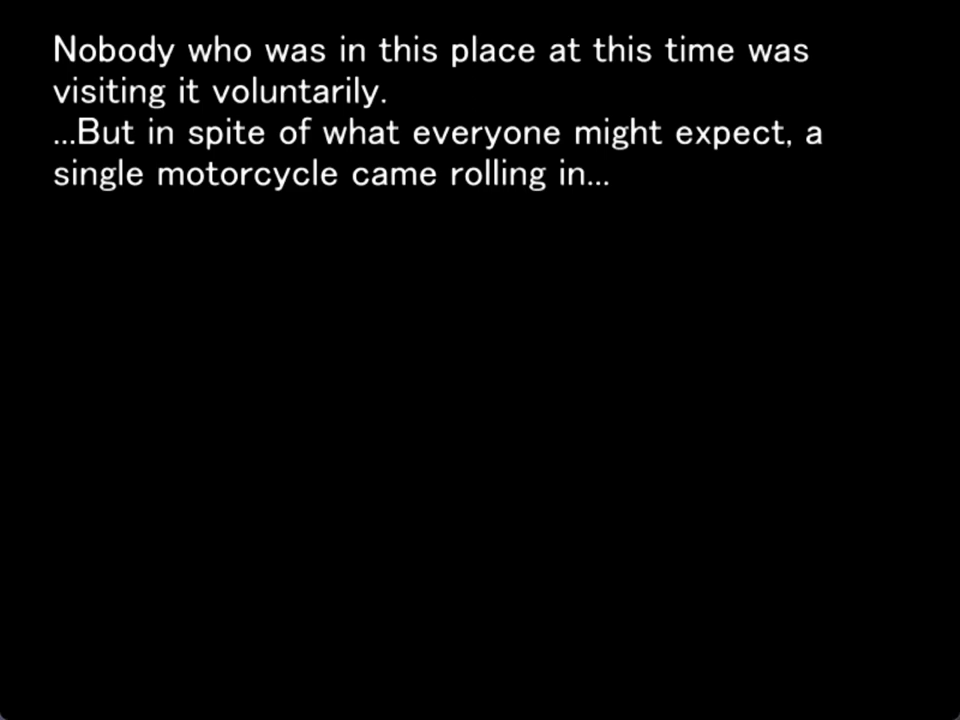 Nobody who was in this place at this time was
visiting it voluntarily.
...But in spite of what everyone might expect, a
single motorcycle came rolling in...